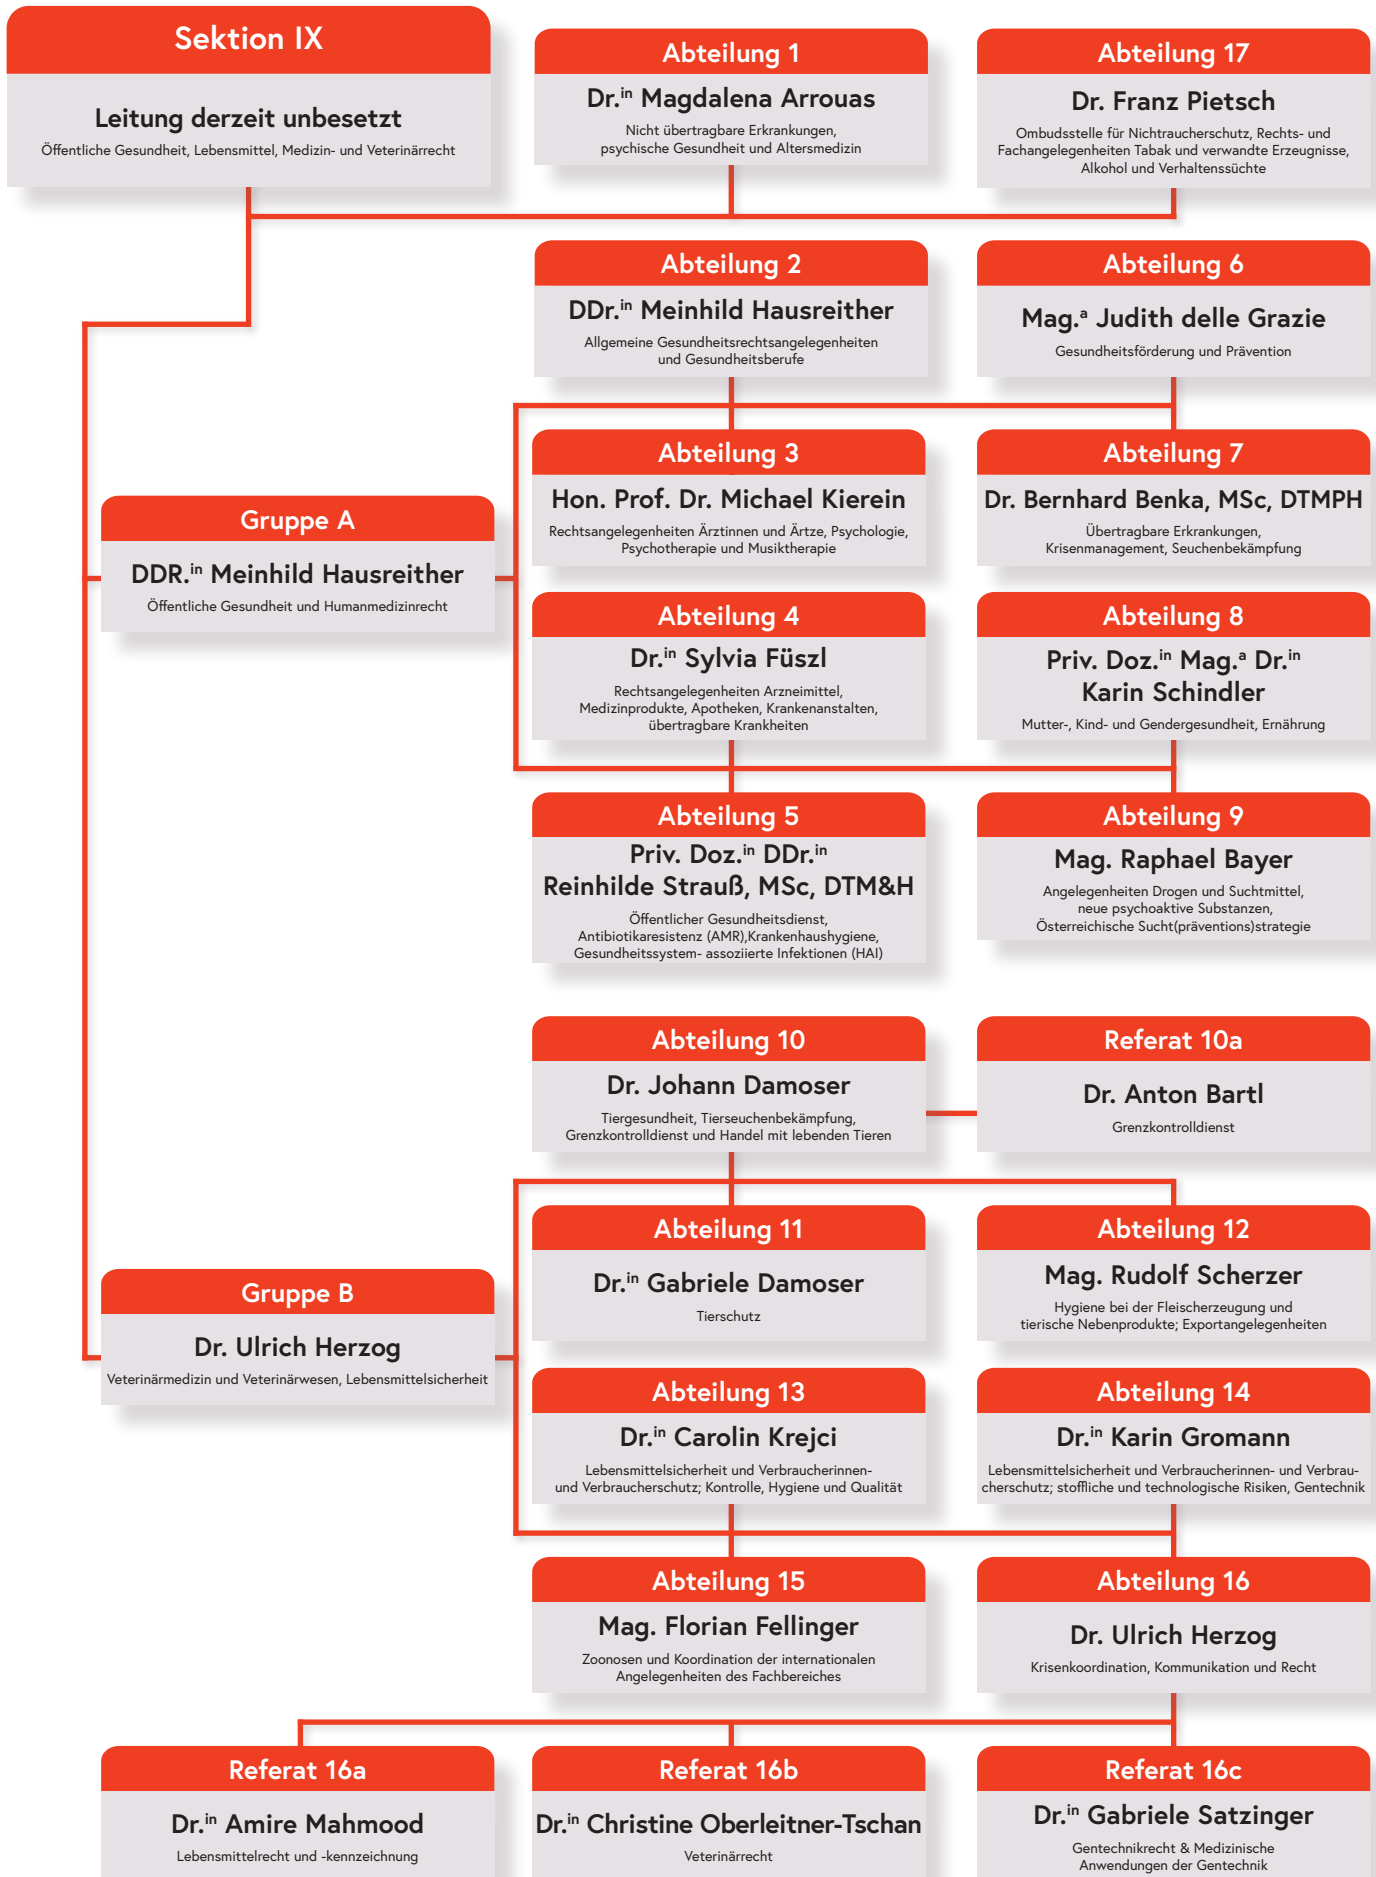 Sektion IX
Leitung derzeit unbesetzt
Öffentliche Gesundheit, Lebensmittel, Medizin- und Veterinärrecht
Abteilung 1
Dr.in Magdalena Arrouas
Nicht übertragbare Erkrankungen,
psychische Gesundheit und Altersmedizin
Abteilung 17
Dr. Franz Pietsch
Ombudsstelle für Nichtraucherschutz, Rechts- und
Fachangelegenheiten Tabak und verwandte Erzeugnisse,
Alkohol und Verhaltenssüchte
Abteilung 2
DDr.in Meinhild Hausreither
Allgemeine Gesundheitsrechtsangelegenheiten
und Gesundheitsberufe
Abteilung 6
Mag.a Judith delle Grazie
Gesundheitsförderung und Prävention
Gruppe A
DDR.in Meinhild Hausreither
Öffentliche Gesundheit und Humanmedizinrecht
Abteilung 3
Hon. Prof. Dr. Michael Kierein
Rechtsangelegenheiten Ärztinnen und Ärtze, Psychologie,
Psychotherapie und Musiktherapie
Abteilung 7
Dr. Bernhard Benka, MSc, DTMPH
Übertragbare Erkrankungen,
Krisenmanagement, Seuchenbekämpfung
Abteilung 4
Dr.in Sylvia Füszl
Rechtsangelegenheiten Arzneimittel,
Medizinprodukte, Apotheken, Krankenanstalten,
übertragbare Krankheiten
Abteilung 8
Priv. Doz.in Mag.a Dr.in
Karin Schindler
Mutter-, Kind- und Gendergesundheit, Ernährung
Abteilung 5
Priv. Doz.in DDr.in
Reinhilde Strauß, MSc, DTM&H
Öffentlicher Gesundheitsdienst,
Antibiotikaresistenz (AMR),Krankenhaushygiene,
Gesundheitssystem- assoziierte Infektionen (HAI)
Abteilung 9
Mag. Raphael Bayer
Angelegenheiten Drogen und Suchtmittel,
neue psychoaktive Substanzen,
Österreichische Sucht(präventions)strategie
Abteilung 10
Dr. Johann Damoser
Tiergesundheit, Tierseuchenbekämpfung,
Grenzkontrolldienst und Handel mit lebenden Tieren
Referat 10a
Dr. Anton Bartl
Grenzkontrolldienst
Gruppe B
Dr. Ulrich Herzog
Veterinärmedizin und Veterinärwesen, Lebensmittelsicherheit
Abteilung 11
Dr.in Gabriele Damoser
Tierschutz
Abteilung 12
Mag. Rudolf Scherzer
Hygiene bei der Fleischerzeugung und
tierische Nebenprodukte; Exportangelegenheiten
Abteilung 13
Dr.in Carolin Krejci
Lebensmittelsicherheit und Verbraucherinnen-
und Verbraucherschutz; Kontrolle, Hygiene und Qualität
Abteilung 14
Dr.in Karin Gromann
Lebensmittelsicherheit und Verbraucherinnen- und Verbrau-
cherschutz; stoffliche und technologische Risiken, Gentechnik
Abteilung 15
Mag. Florian Fellinger
Zoonosen und Koordination der internationalen
Angelegenheiten des Fachbereiches
Abteilung 16
Dr. Ulrich Herzog
Krisenkoordination, Kommunikation und Recht
Referat 16a
Dr.in Amire Mahmood
Lebensmittelrecht und -kennzeichnung
Referat 16b
Dr.in Christine Oberleitner-Tschan
Veterinärrecht
Referat 16c
Dr.in Gabriele Satzinger
Gentechnikrecht & Medizinische
Anwendungen der Gentechnik